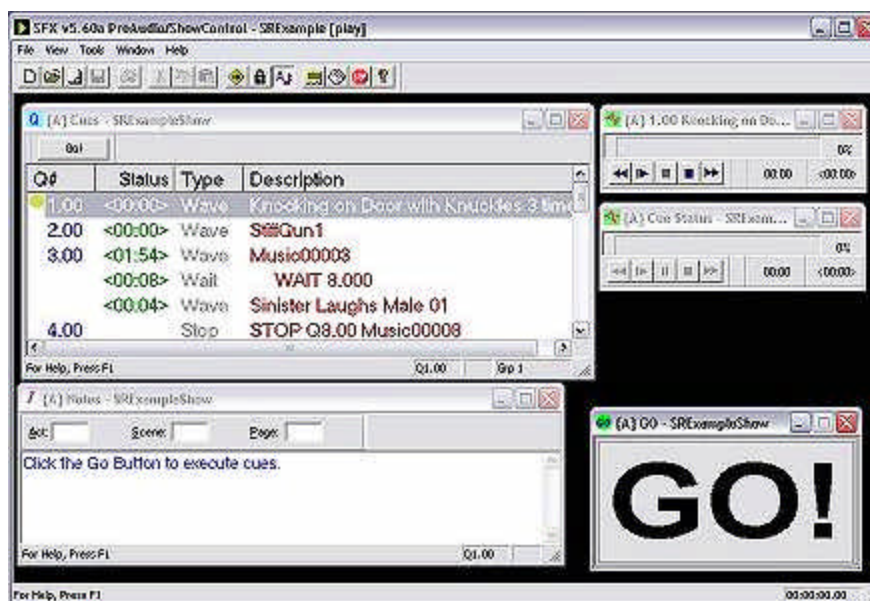 SFX v5.60a PreAudio/ShowControl - SRExample [play]
File View Tools Window Help
[A] Cues - SRExampleShow
Go!
Q# Status Type Description
1.00 <00:00> Wave Knocking on Door with Knuckles 3 time
2.00 <00:00> Wave Gun1
3.00 <01:54> Wave Music00003
<00:08> Wait WAIT 8.000
<00:04> Wave Sinister Laughs Male 01
4.00 Stop STOP Q3.00 Music00003
For Help, Press F1 Q1.00 Grp 1
[A] 1.00 Knocking on Do...
0%
00:00 <00:00>
[A] Cue Status - SRExam...
0%
00:00 <00:00>
[A] Notes - SRExampleShow
Act: Scene: Page:
Click the Go Button to execute cues.
For Help, Press F1 Q1.00
[A] GO - SRExampleShow
GO!
For Help, Press F1 00:00:00.00